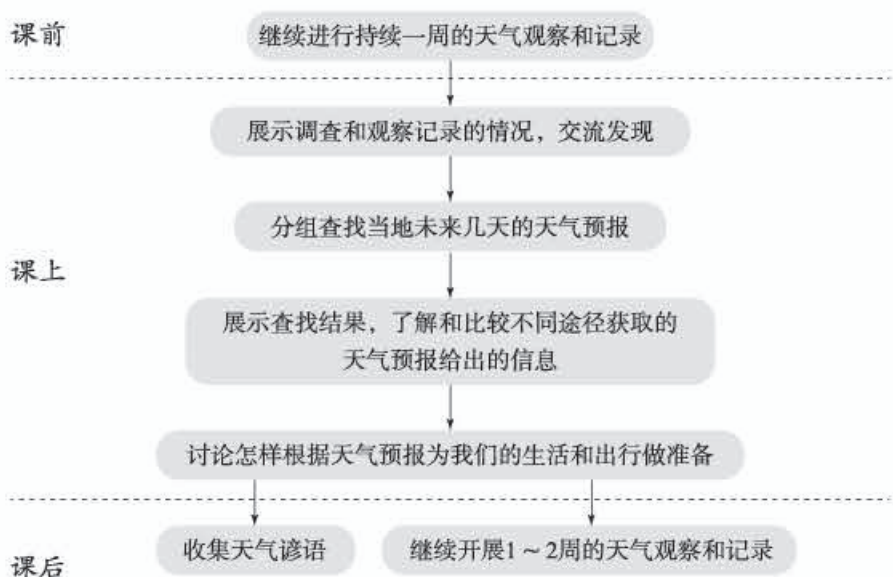 课前
继续进行持续一周的天气观察和记录
展示调查和观察记录的情况，交流发现
分组查找当地未来几天的天气预报
课上
展示查找结果，了解和比较不同途径获取的
天气预报给出的信息
讨论怎样根据天气预报为我们的生活和出行做准备
课后
收集天气谚语
继续开展1～2周的天气观察和记录